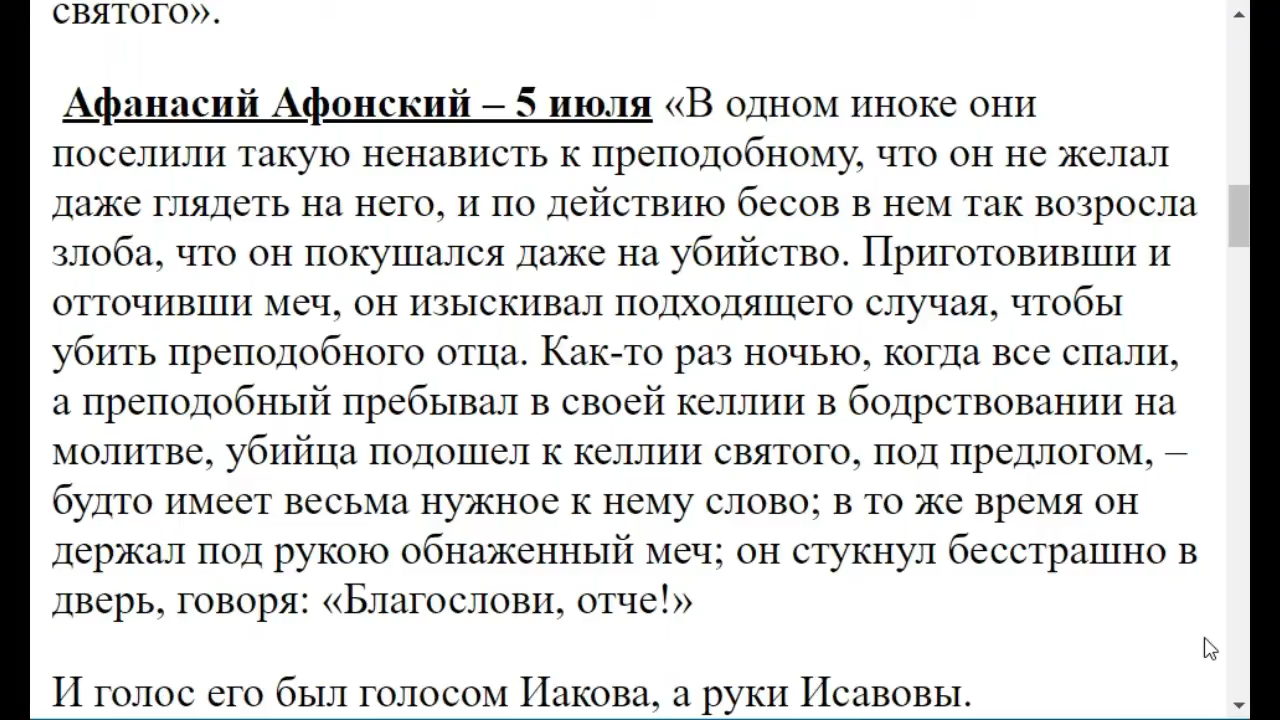 святого».
Афанасий Афонский – 5 июля «В одном иноке они
поселили такую ненависть к преподобному, что он не желал
даже глядеть на него, и по действию бесов в нем так возросла
злоба, что он покушался даже на убийство. Приготовивши и
отточивши меч, он изыскивал подходящего случая, чтобы
убить преподобного отца. Как-то раз ночью, когда все спали,
а преподобный пребывал в своей келлии в бодрствовании на
молитве, убийца подошел к келлии святого, под предлогом, –
будто имеет весьма нужное к нему слово; в то же время он
держал под рукою обнаженный меч; он стукнул бесстрашно в
дверь, говоря: «Благослови, отче!»
И голос его был голосом Иакова, а руки Исавовы.